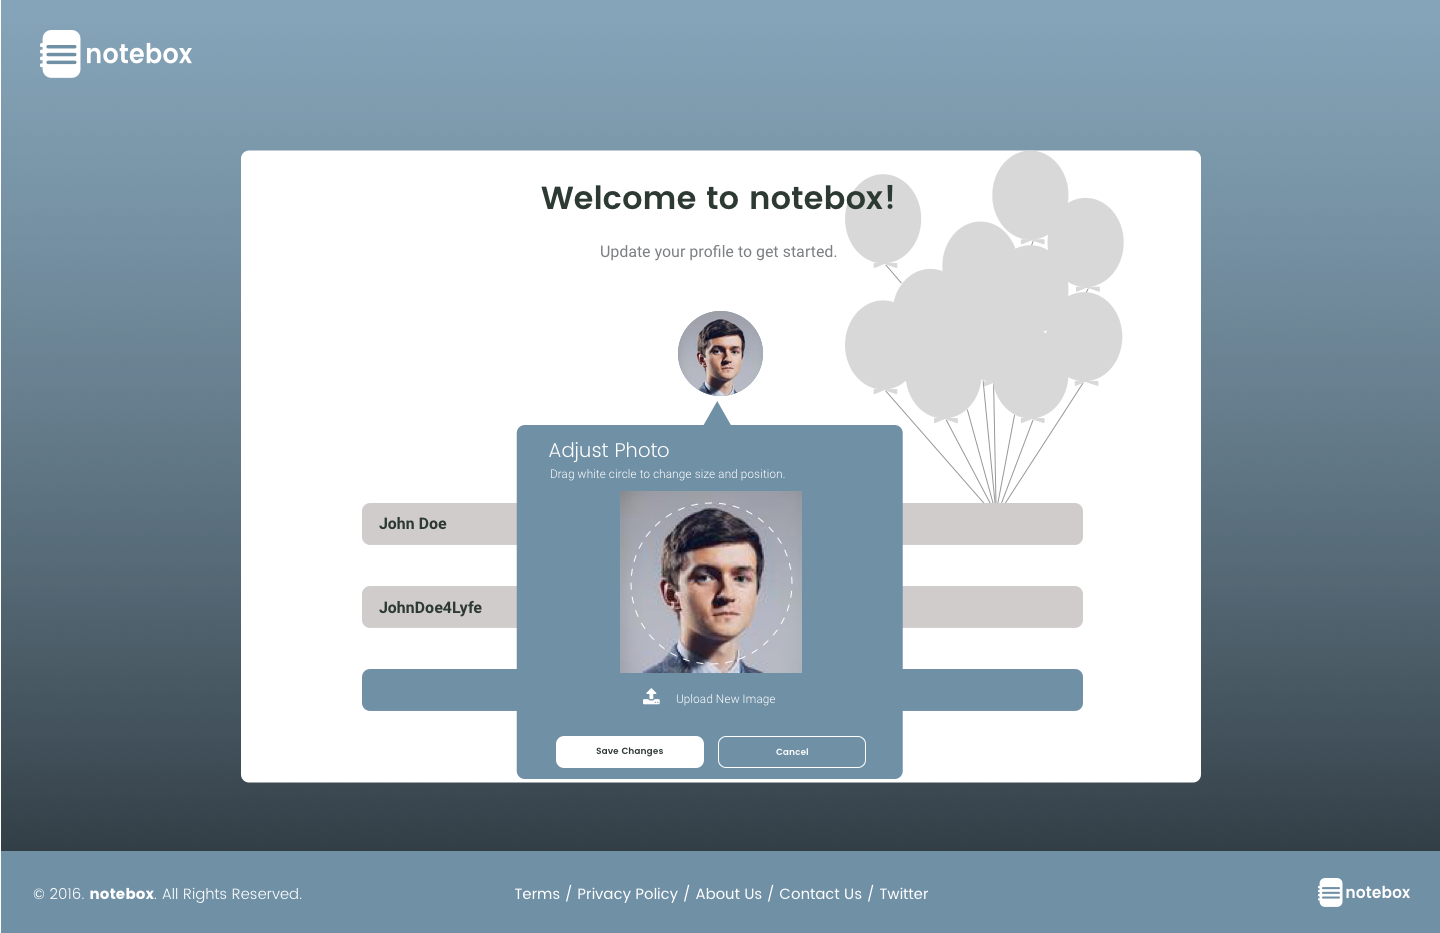 notebox
Welcome to notebox!
Update your profile to get started.
Adjust Photo
Drag white circle to change size and position.
John Doe
JohnDoe4Lyfe
Upload New Image
Save Changes
Cancel
© 2016. notebox. All Rights Reserved.
Terms / Privacy Policy / About Us / Contact Us / Twitter
notebox